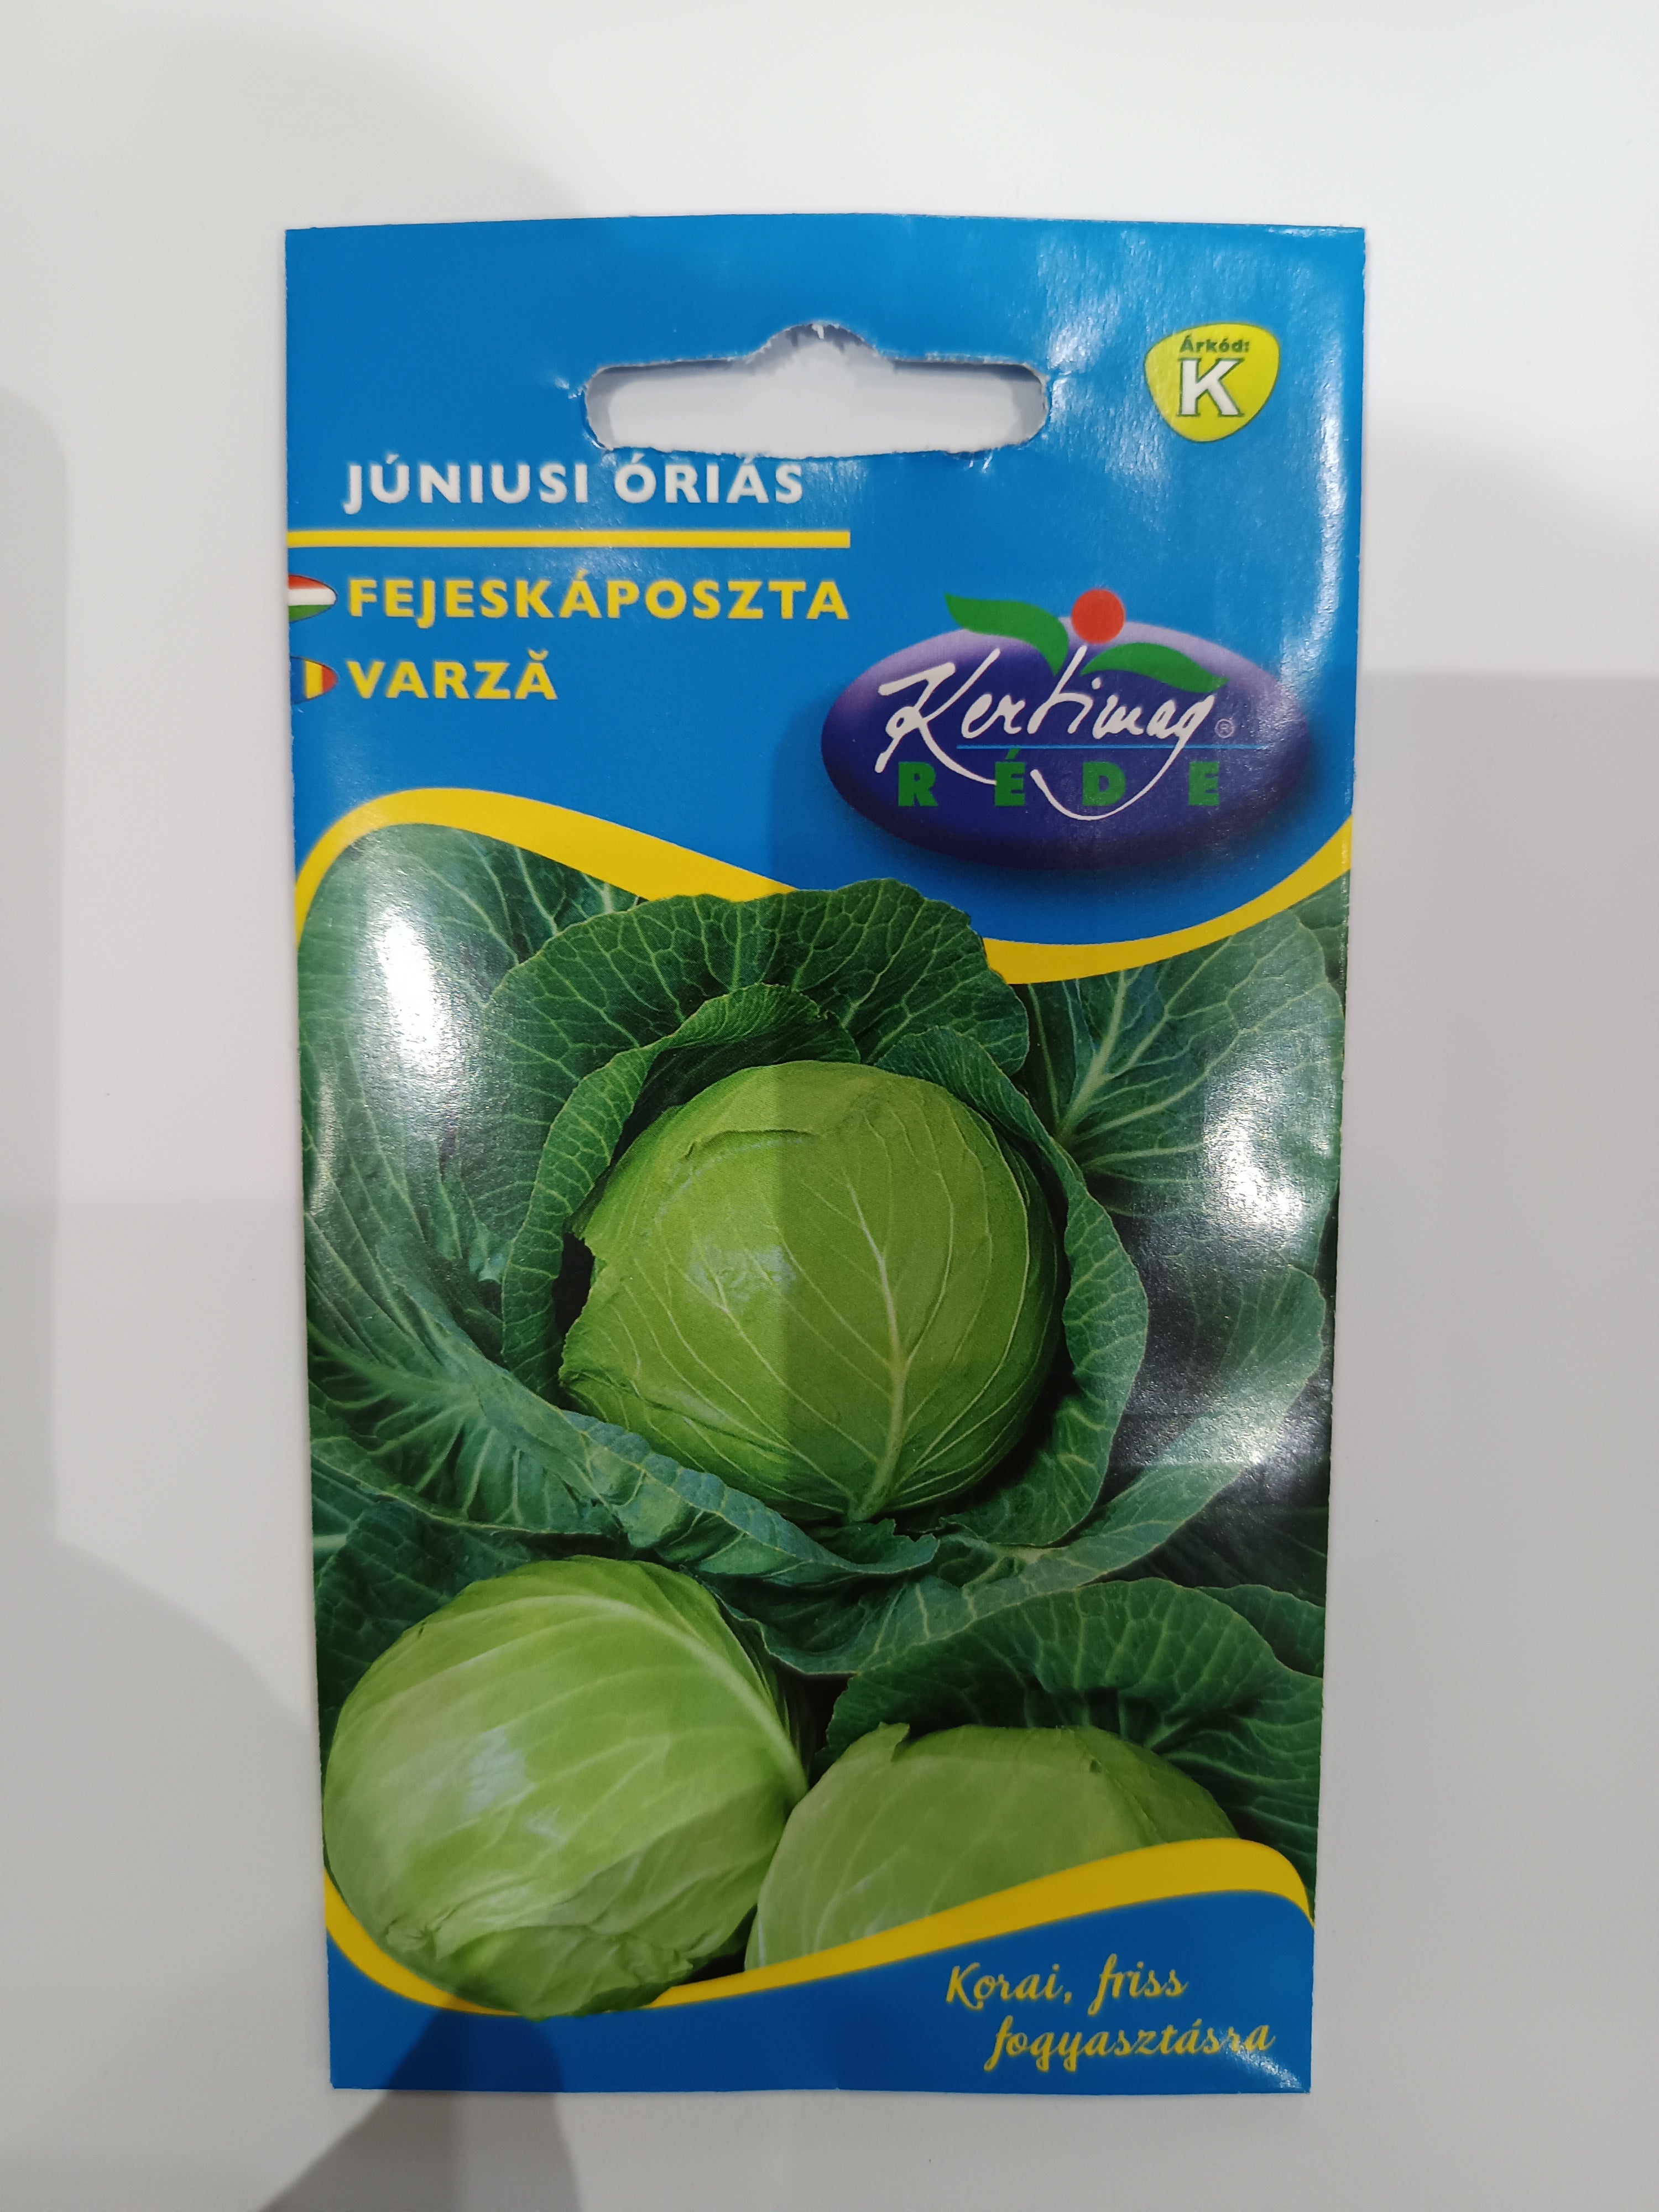 Árkód:
K
JÚNIUSI ÓRIÁS
FEJESKÁPOSZTA
VARZĂ
Kertimag®
RÉDE
Korai, friss
fogyasztásra